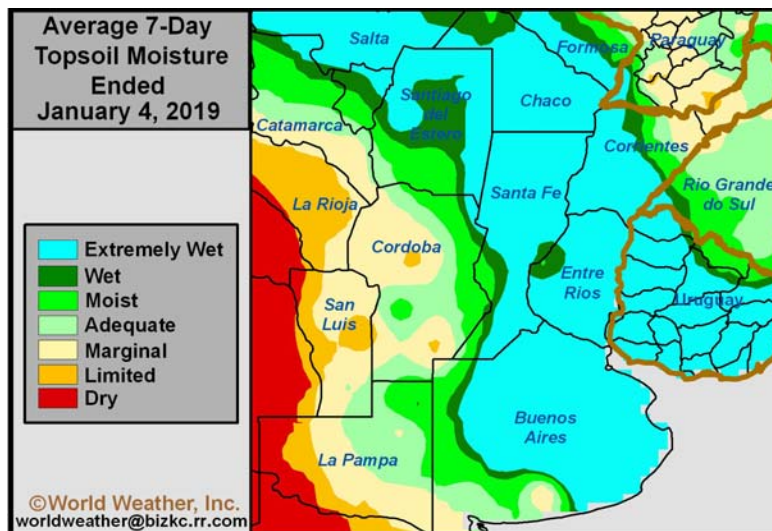 Average 7-Day
Topsoil Moisture
Ended
January 4, 2019
Salta
Formosa
Paraguay
Santiago
del
Estero
Chaco
Catamarca
Corrientes
La Rioja
Santa Fe
Rio Grande
do Sul
Cordoba
Entre
Rios
San
Luis
Uruguay
Buenos
Aires
La Pampa
Extremely Wet
Wet
Moist
Adequate
Marginal
Limited
Dry
©World Weather, Inc.
worldweather@bizkc.rr.com